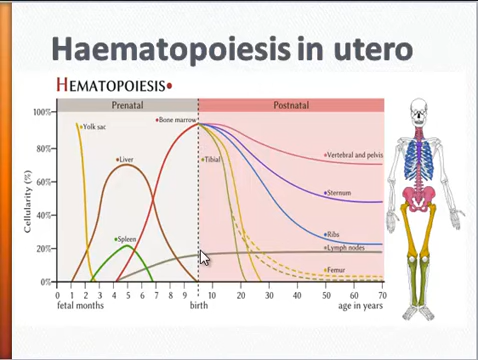 Haematopoiesis in utero
HEMATOPOIESIS
Prenatal
Postnatal
100%
80%
60%
40%
20%
0%
Cellularity (%)
Yolk sac
Liver
Spleen
Bone marrow
Tibial
Vertebral and pelvis
Sternum
Ribs
Lymph nodes
Femur
0 1 2 3 4 5 6 7 8 9 10 20 30 40 50 60 70
fetal months birth age in years